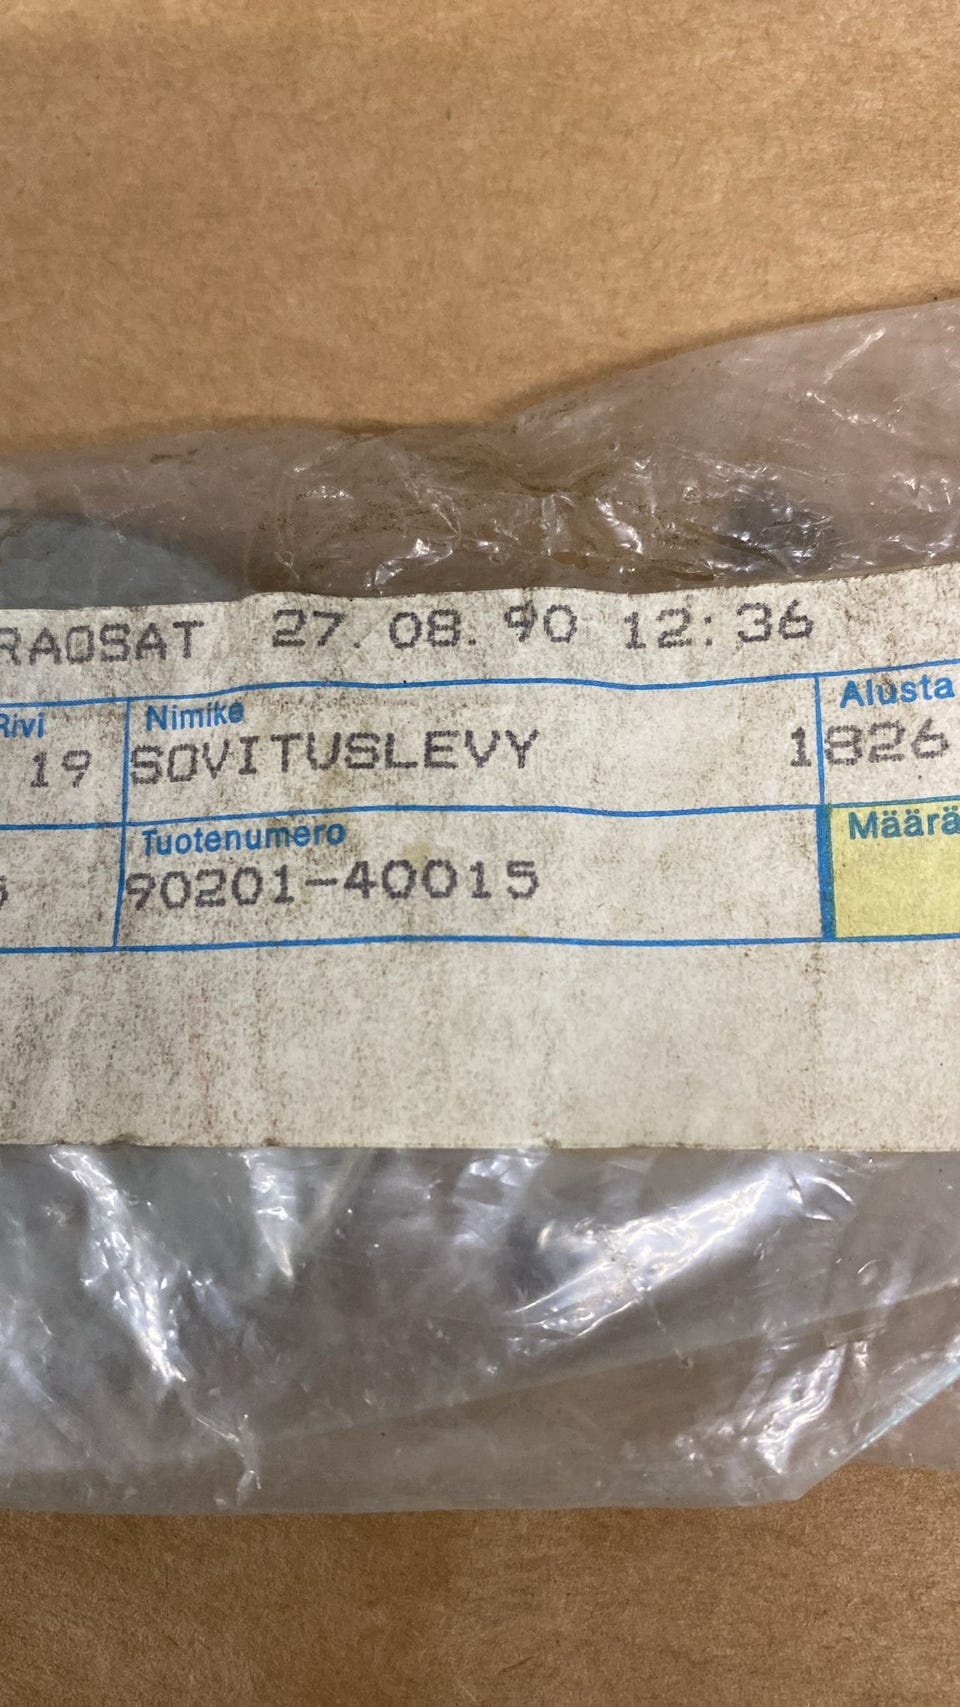 RAOSAT 27.08.90 12:36
Rivi Nimike Alusta
19 SOVITUSLEVY 1826
Tuotenumero Määrä
90201-40015